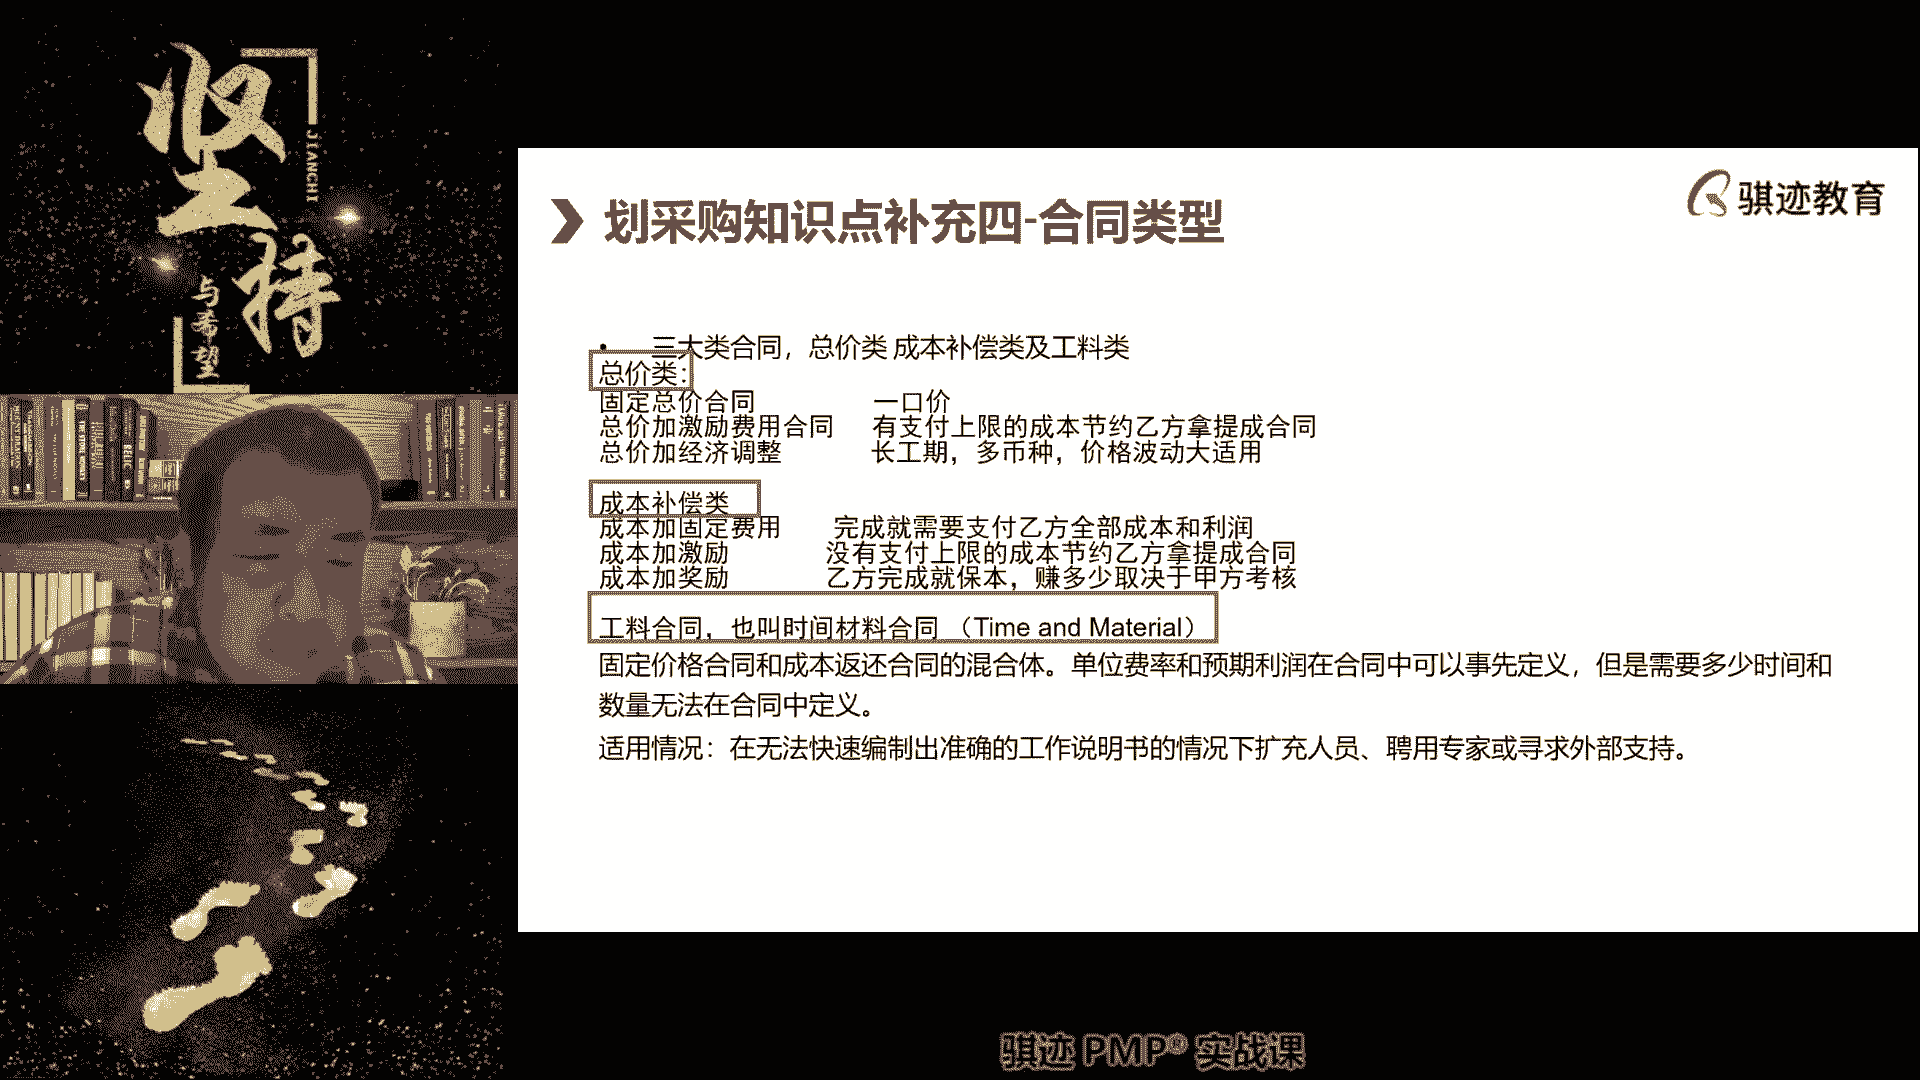 坚持
JIANCHI
与希望
骐迹教育
划采购知识点补充四-合同类型
• 三大类合同，总价类 成本补偿类及工料类
总价类：
固定总价合同 一口价
总价加激励费用合同 有支付上限的成本节约乙方拿提成合同
总价加经济调整 长工期，多币种，价格波动大适用
成本补偿类
成本加固定费用 完成就需要支付乙方全部成本和利润
成本加激励 没有支付上限的成本节约乙方拿提成合同
成本加奖励 乙方完成就保本，赚多少取决于甲方考核
工料合同，也叫时间材料合同 （Time and Material）
固定价格合同和成本返还合同的混合体。单位费率和预期利润在合同中可以事先定义，但是需要多少时间和
数量无法在合同中定义。
适用情况：在无法快速编制出准确的工作说明书的情况下扩充人员、聘用专家或寻求外部支持。
骐迹 PMP® 实战课